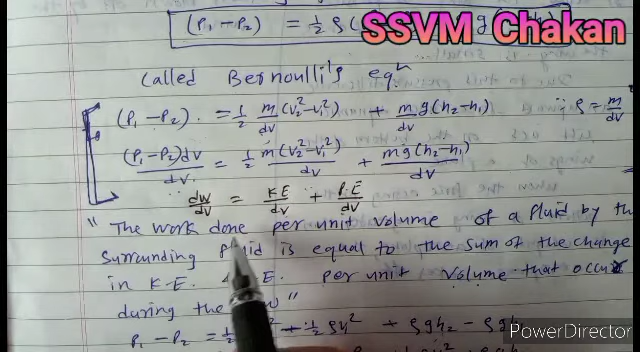 (P₁ - P₂) = ½ ρ (
SSVM Chakan
Called Bernoulli's eqⁿ
(P₁ - P₂) . = ½ m/dv (v₂² - v₁²) + m/dv g (h₂ - h₁) ∵ ρ = m/dv
(P₁ - P₂)dv/dv = ½ m(v₂² - v₁²)/dv + mg(h₂ - h₁)/dv
∴ dw/dv = KE/dv + P.E/dv
" The work done per unit volume of a fluid by the
surrounding fluid is equal to the sum of the change
in K.E. E. per unit volume that occur
during the "
P₁ - P₂ = ½ + ½ ρv² + ρgh₂ - ρgh
PowerDirector